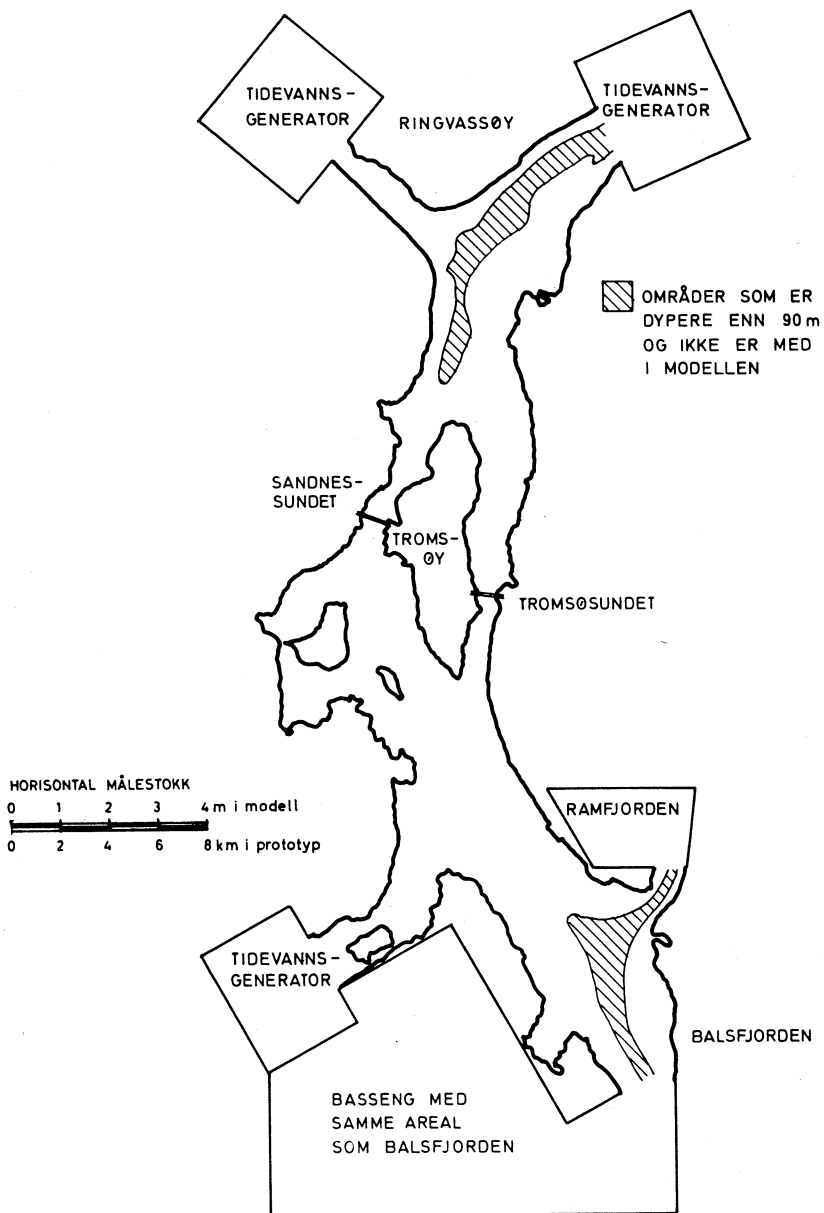 TIDEVANNS-
GENERATOR
RINGVASSØY
TIDEVANNS-
GENERATOR
OMRÅDER SOM ER
DYPERE ENN 90 m
OG IKKE ER MED
I MODELLEN
SANDNES-
SUNDET
TROMS-
ØY
TROMSØSUNDET
HORISONTAL MÅLESTOKK
0 1 2 3 4 m i modell
0 2 4 6 8 km i prototyp
RAMFJORDEN
TIDEVANNS-
GENERATOR
BALSFJORDEN
BASSENG MED
SAMME AREAL
SOM BALSFJORDEN